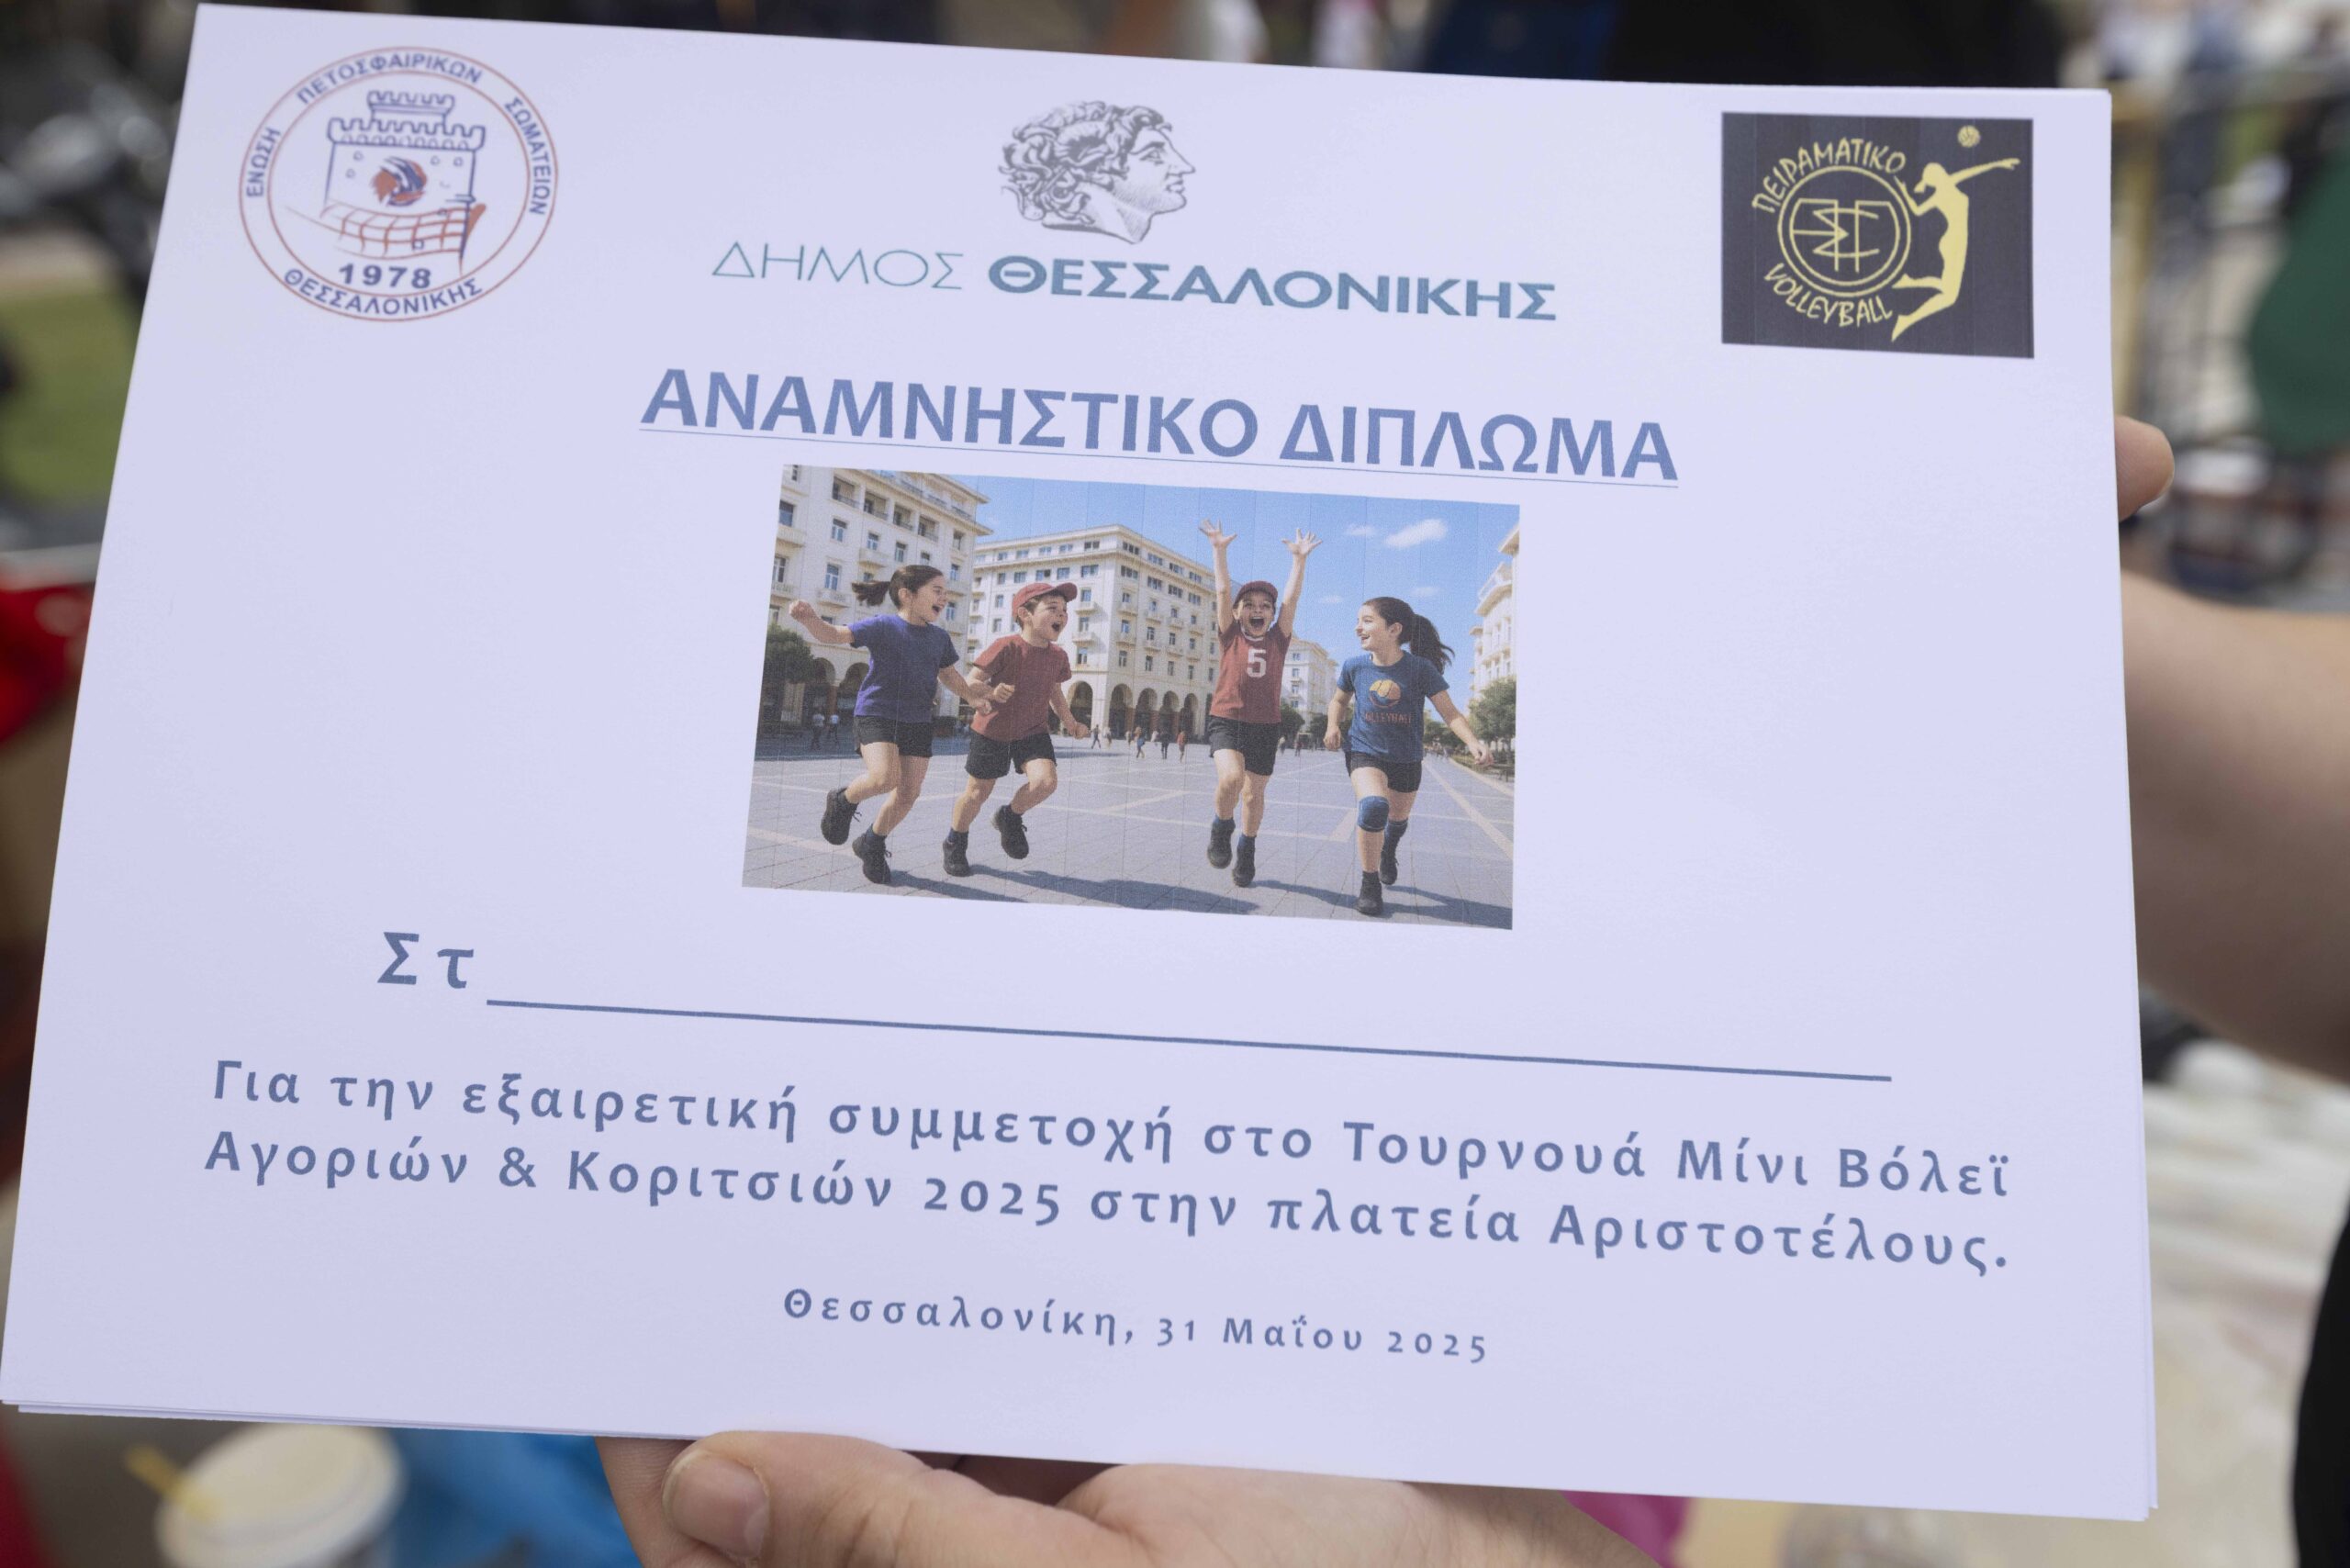 ΕΝΩΣΗ ΠΕΤΟΣΦΑΙΡΙΚΩΝ ΣΩΜΑΤΕΙΩΝ
1978
ΘΕΣΣΑΛΟΝΙΚΗΣ
ΔΗΜΟΣ ΘΕΣΣΑΛΟΝΙΚΗΣ
ΠΕΙΡΑΜΑΤΙΚΟ
VOLLEYBALL
ΑΝΑΜΝΗΣΤΙΚΟ ΔΙΠΛΩΜΑ
5
VOLLEYBALL
Στ
Για την εξαιρετική συμμετοχή στο Τουρνουά Μίνι Βόλεϊ
Αγοριών & Κοριτσιών 2025 στην πλατεία Αριστοτέλους.
Θεσσαλονίκη, 31 Μαΐου 2025